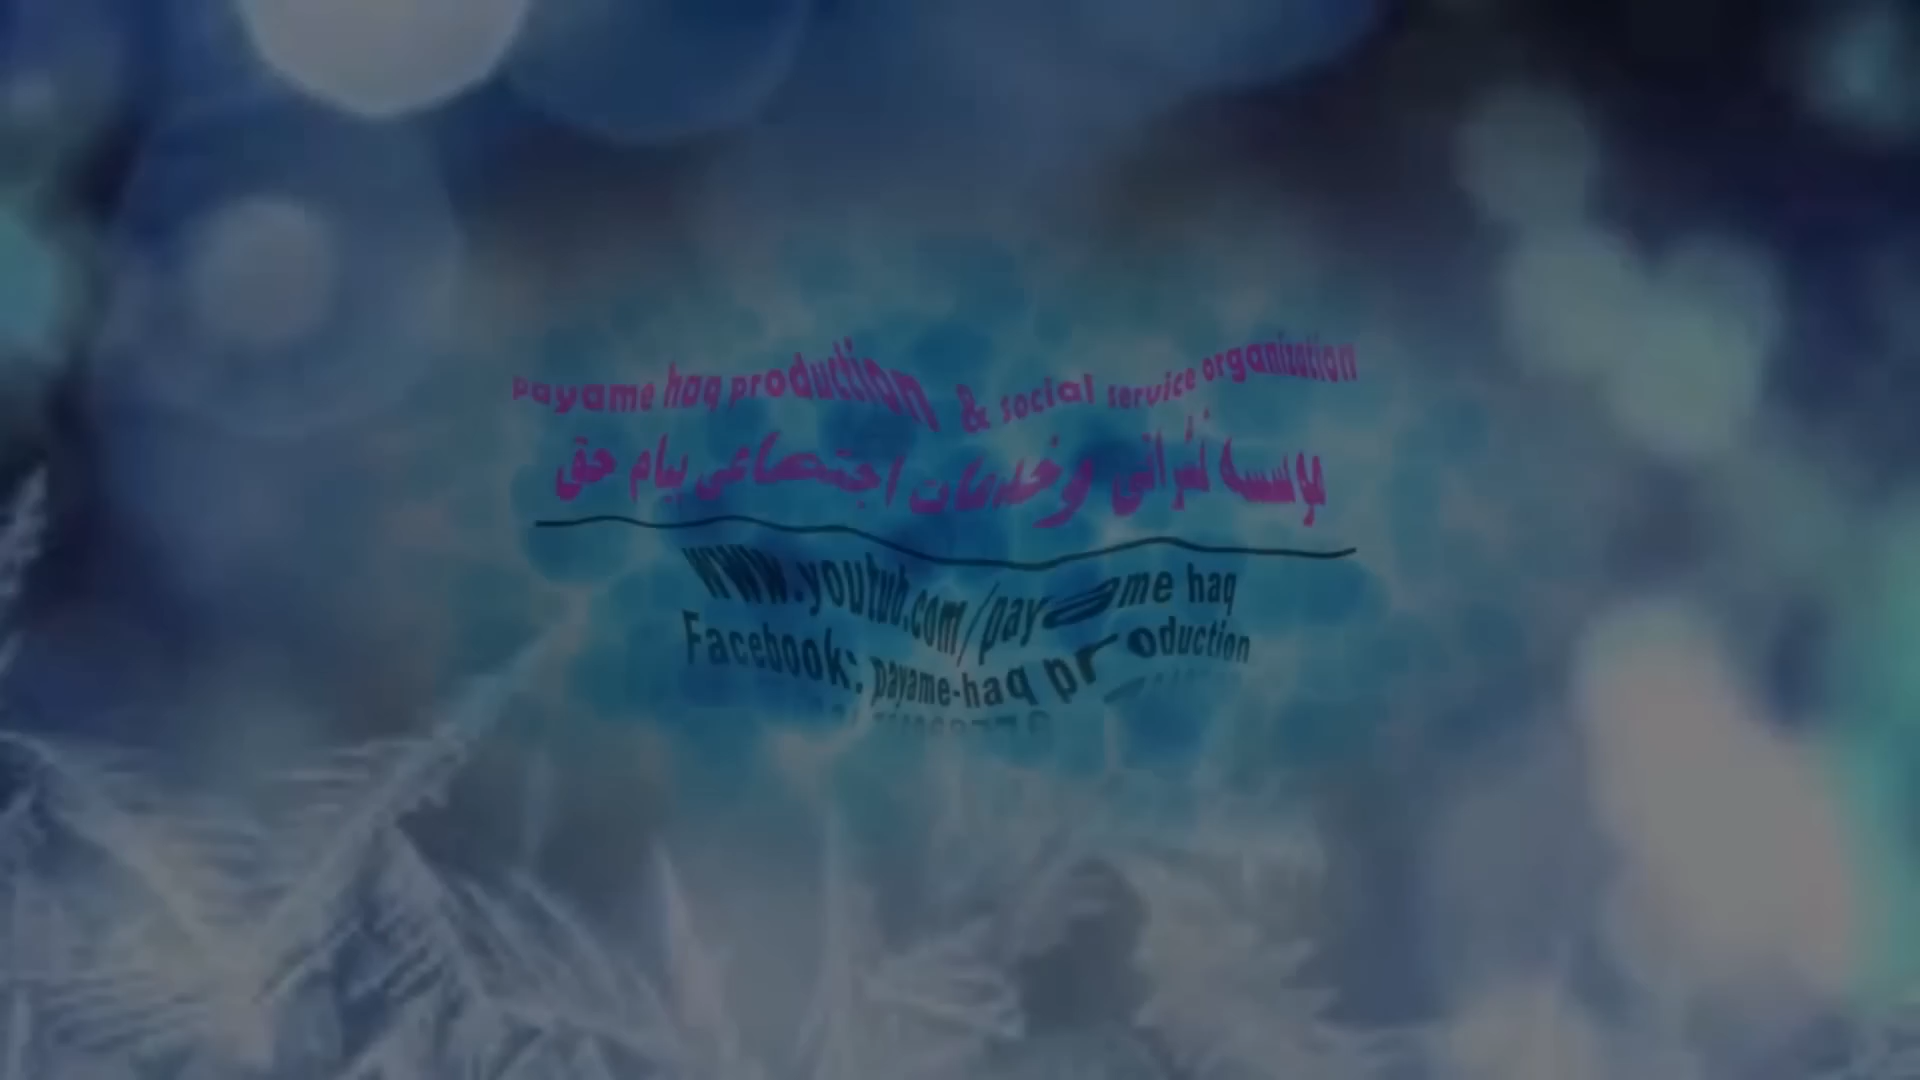 payame haq production & social service organization
موسسه نشراتی و خدمات اجتماعی پیام حق
www.youtub.com/payame haq
Facebook: payame-haq production